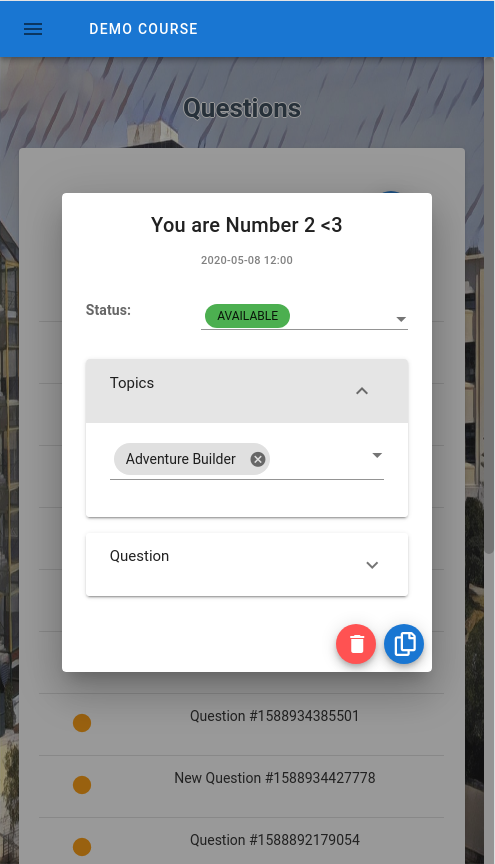 DEMO COURSE
Questions
You are Number 2 <3
2020-05-08 12:00
Status:
AVAILABLE
Topics
Adventure Builder
Question
Question #1588934385501
New Question #1588934427778
Question #1588892179054